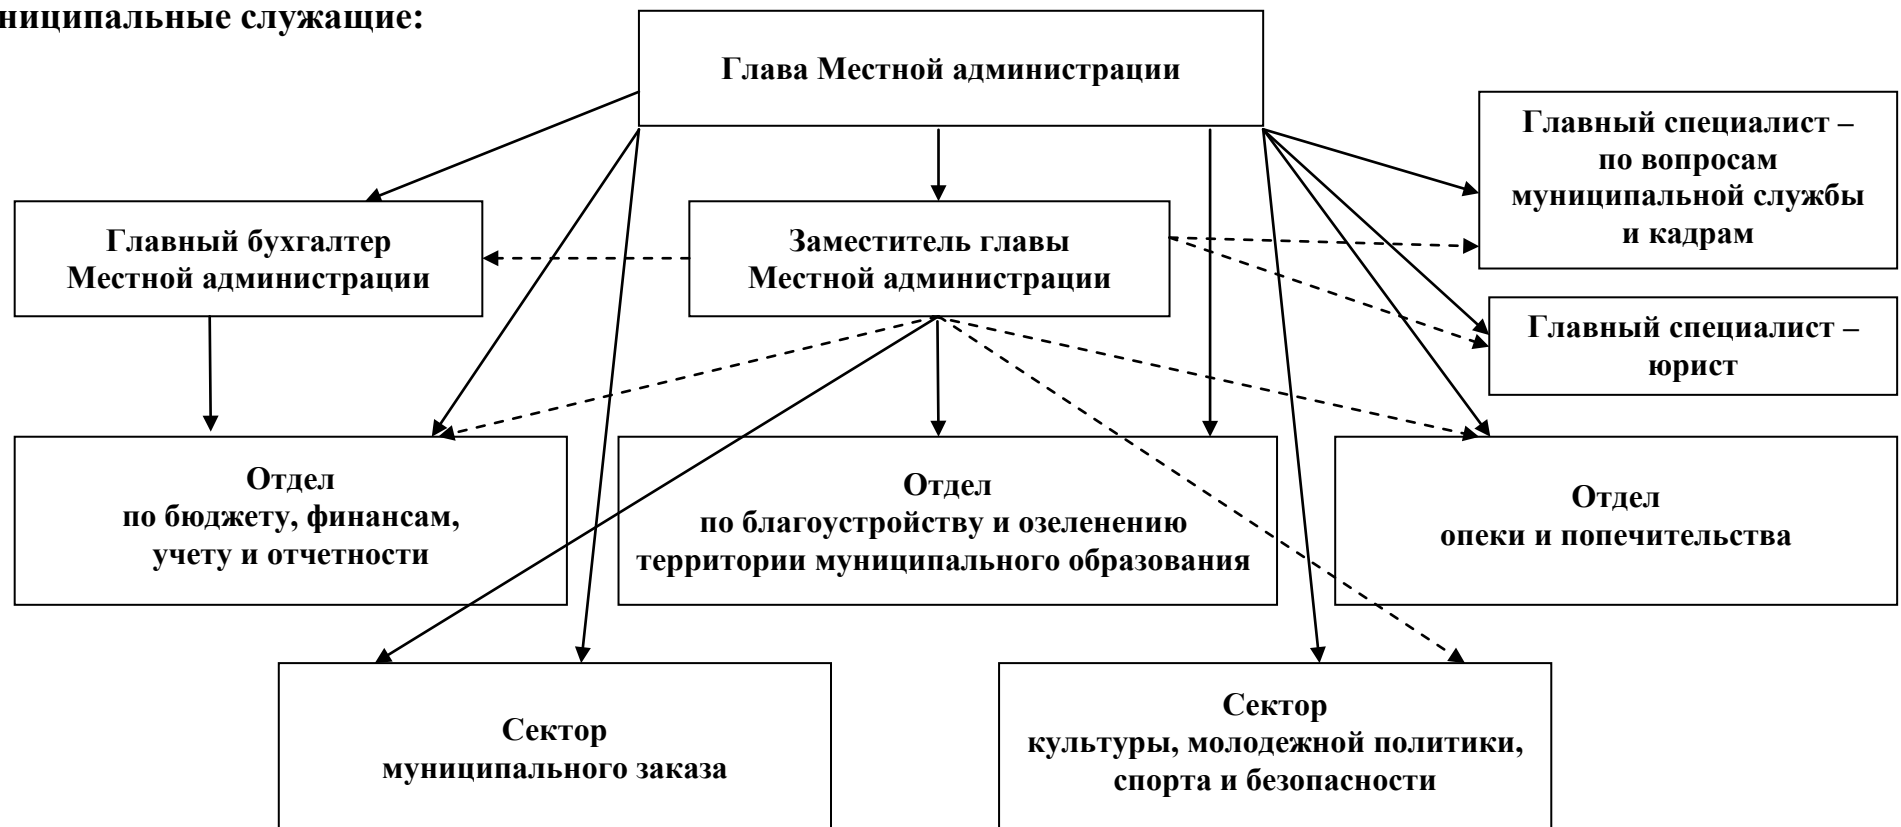 ниципальные служащие:
Глава Местной администрации
Главный специалист –
по вопросам
муниципальной службы
и кадрам
Главный бухгалтер
Местной администрации
Заместитель главы
Местной администрации
Главный специалист –
юрист
Отдел
по бюджету, финансам,
учету и отчетности
Отдел
по благоустройству и озеленению
территории муниципального образования
Отдел
опеки и попечительства
Сектор
муниципального заказа
Сектор
культуры, молодежной политики,
спорта и безопасности